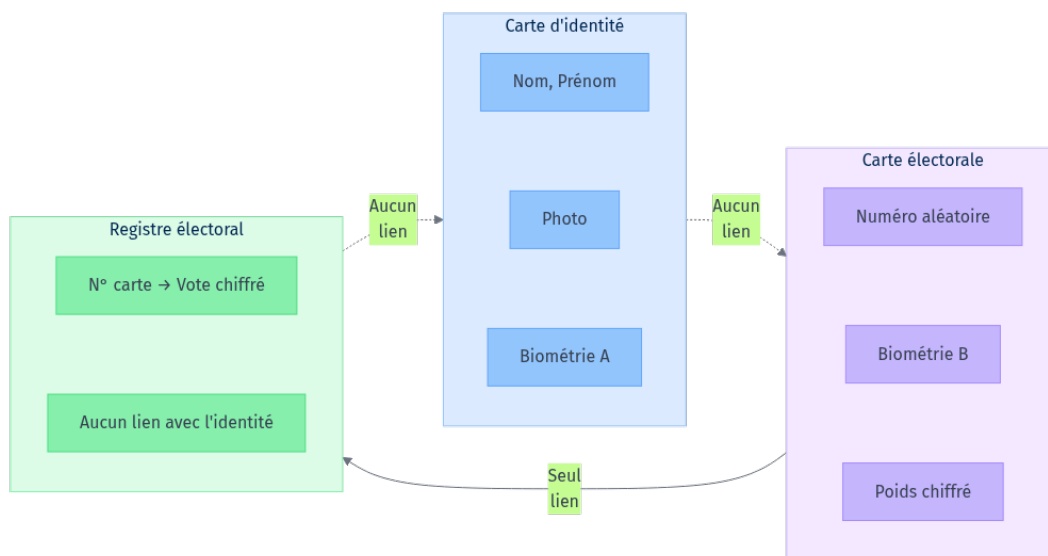 Carte d'identité
Nom, Prénom
Photo
Biométrie A
Aucun
lien
Aucun
lien
Registre électoral
N° carte → Vote chiffré
Aucun lien avec l'identité
Carte électorale
Numéro aléatoire
Biométrie B
Poids chiffré
Seul
lien